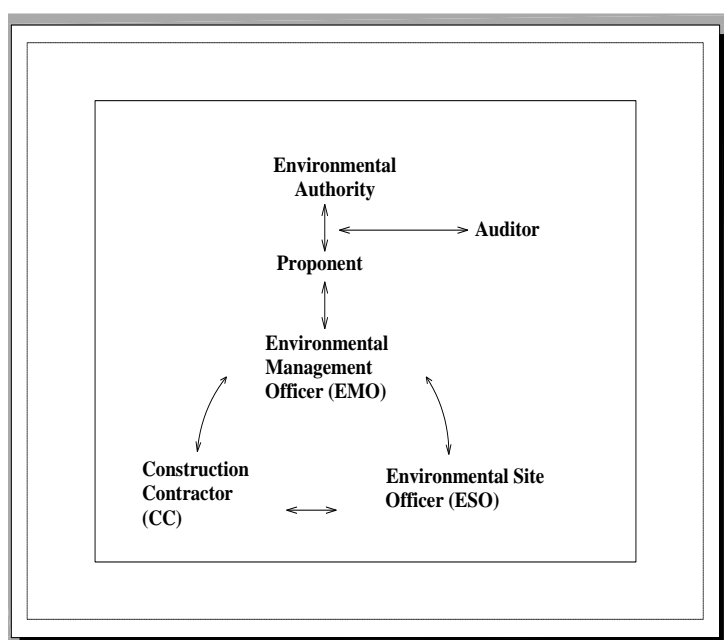 Environmental
Authority
Auditor
Proponent
Environmental
Management
Officer (EMO)
Construction
Contractor
(CC)
Environmental Site
Officer (ESO)